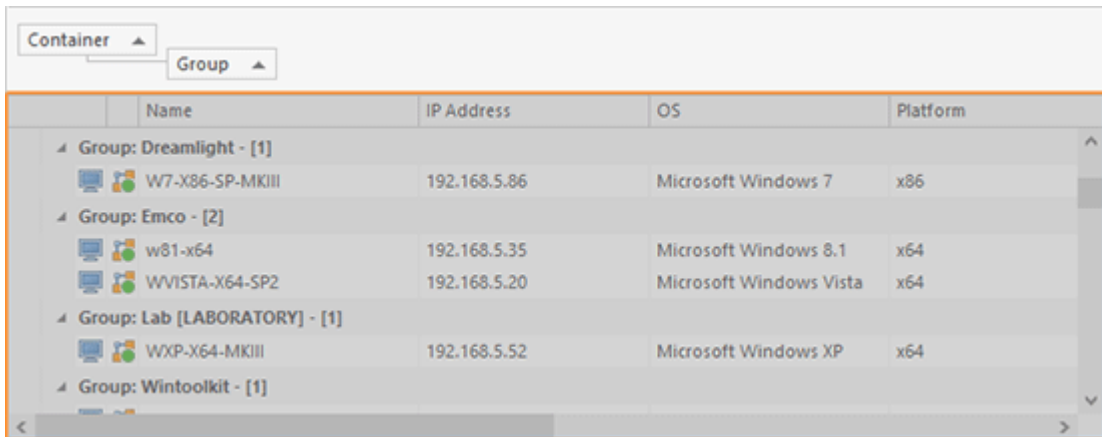 Container
Group
Name IP Address OS Platform
Group: Dreamlight - [1]
W7-X86-SP-MKIII 192.168.5.86 Microsoft Windows 7 x86
Group: Emco - [2]
w81-x64 192.168.5.35 Microsoft Windows 8.1 x64
WVISTA-X64-SP2 192.168.5.20 Microsoft Windows Vista x64
Group: Lab [LABORATORY] - [1]
WXP-X64-MKIII 192.168.5.52 Microsoft Windows XP x64
Group: Wintoolkit - [1]